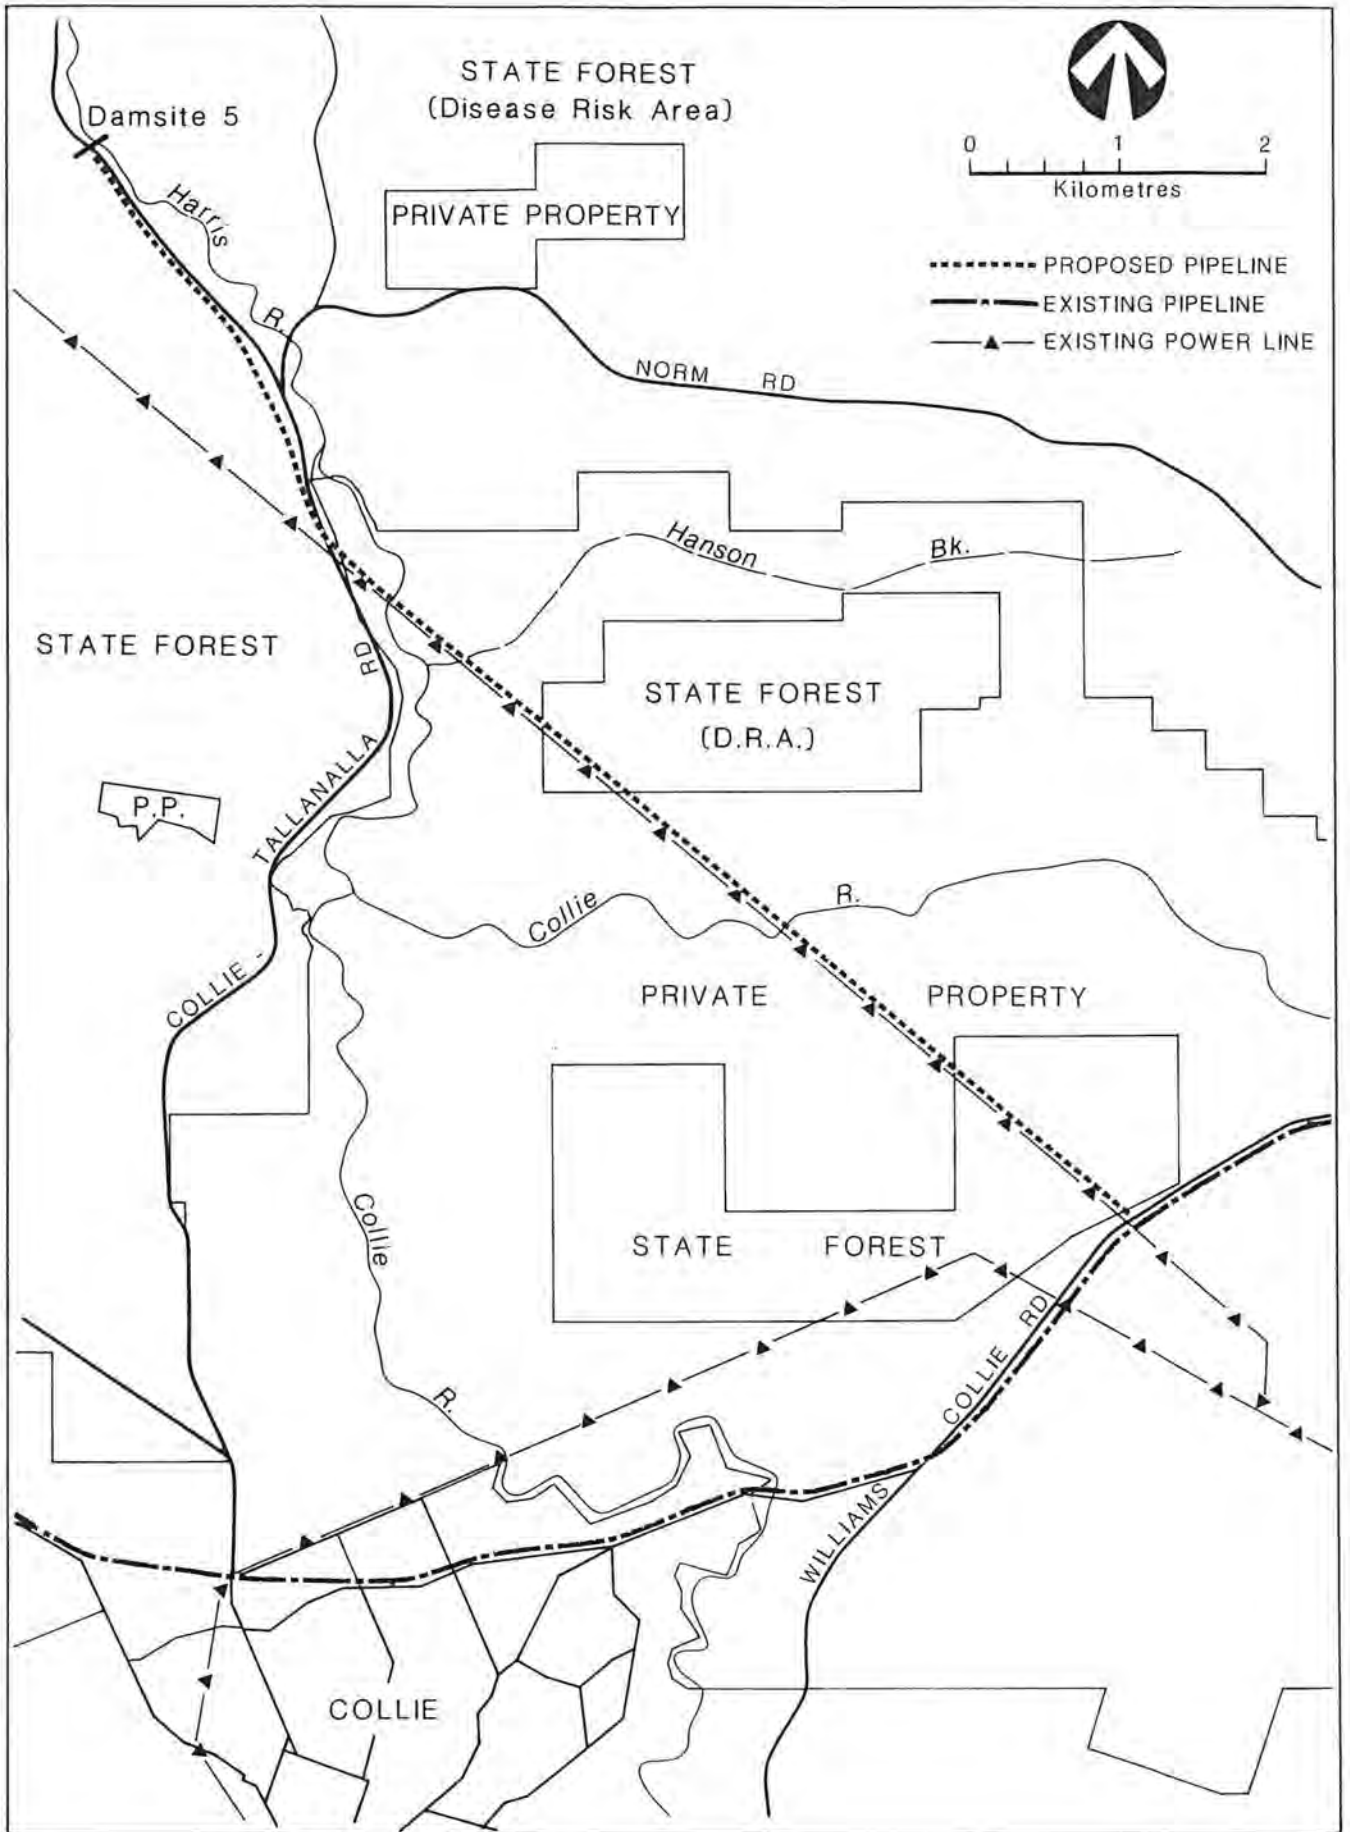 STATE FOREST
(Disease Risk Area)
Damsite 5
0 1 2
Kilometres
Harris
R.
PRIVATE PROPERTY
PROPOSED PIPELINE
EXISTING PIPELINE
EXISTING POWER LINE
NORM RD
Hanson Bk.
STATE FOREST
RD
STATE FOREST
(D.R.A.)
TALLANALLA
P.P.
Collie R.
COLLIE -
PRIVATE PROPERTY
Collie
R.
STATE FOREST
COLLIE RD
WILLIAMS
COLLIE